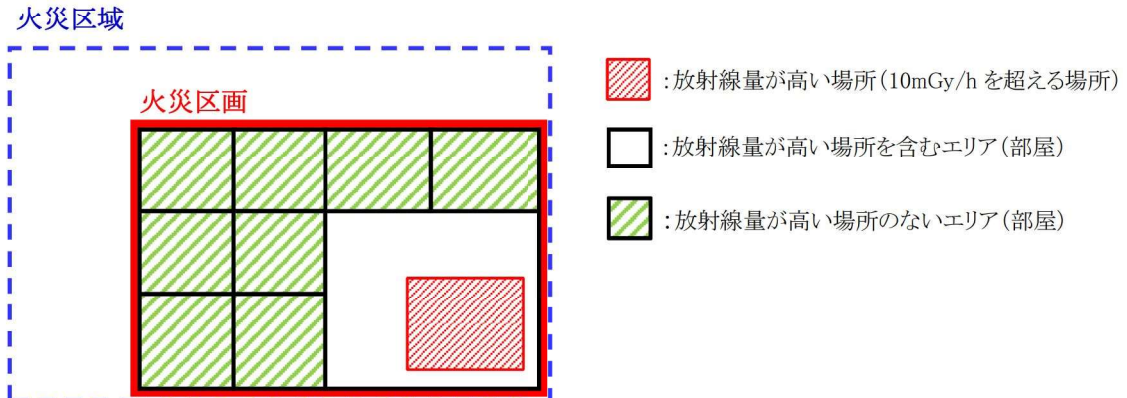 火災区域
火災区画
:放射線量が高い場所(10mGy/h を超える場所)
:放射線量が高い場所を含むエリア(部屋)
:放射線量が高い場所のないエリア(部屋)